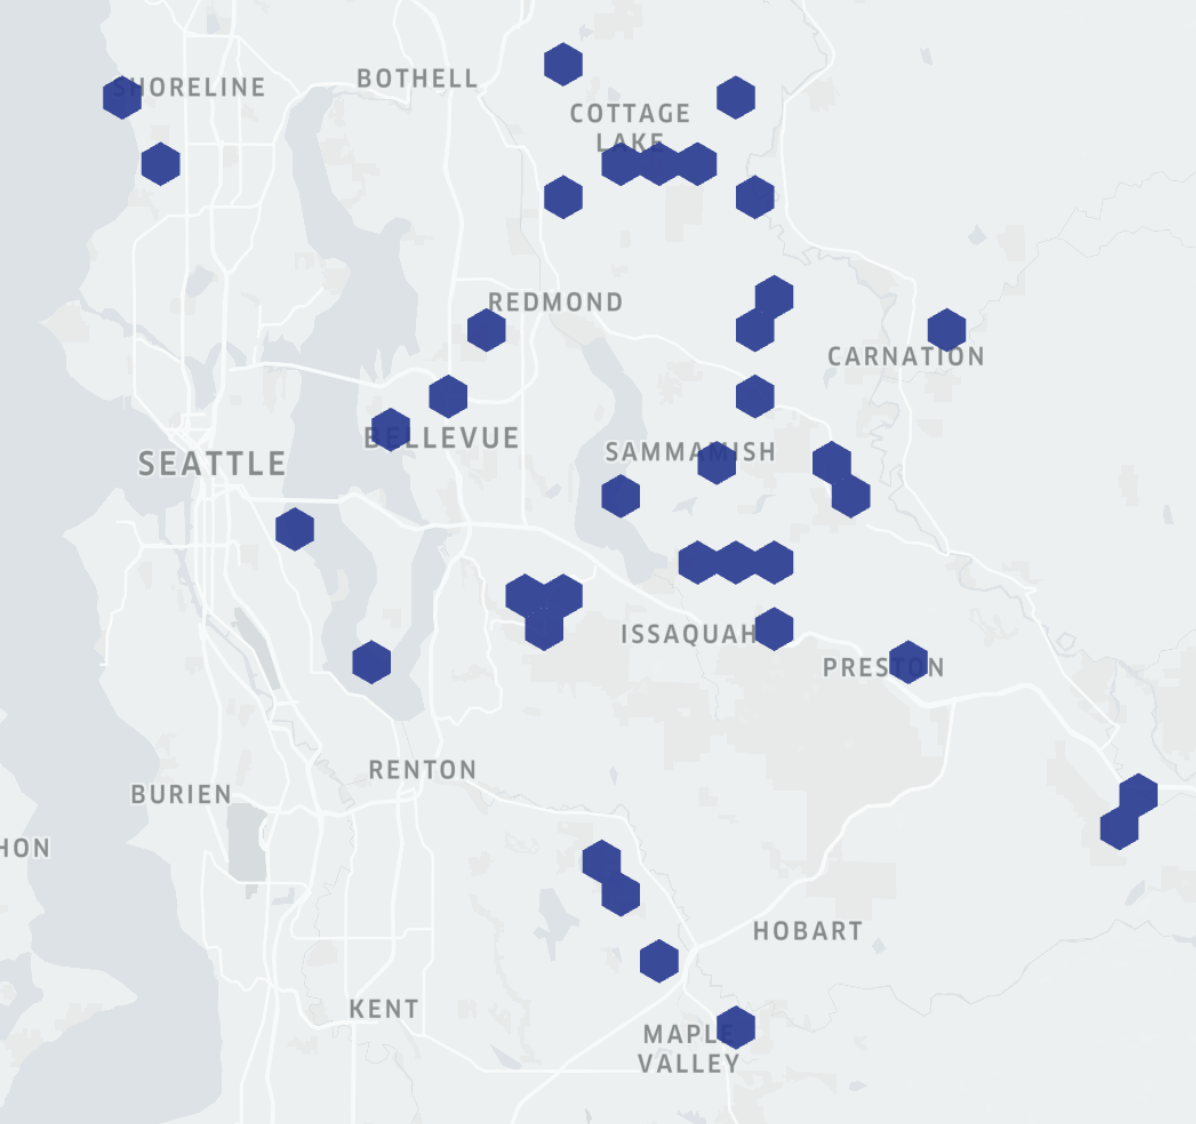 BOTHELL
SHORELINE
COTTAGE
LAKE
REDMOND
CARNATION
BELLEVUE
SAMMAMISH
SEATTLE
ISSAQUAH
PRESTON
RENTON
BURIEN
HON
HOBART
KENT
MAPLE
VALLEY